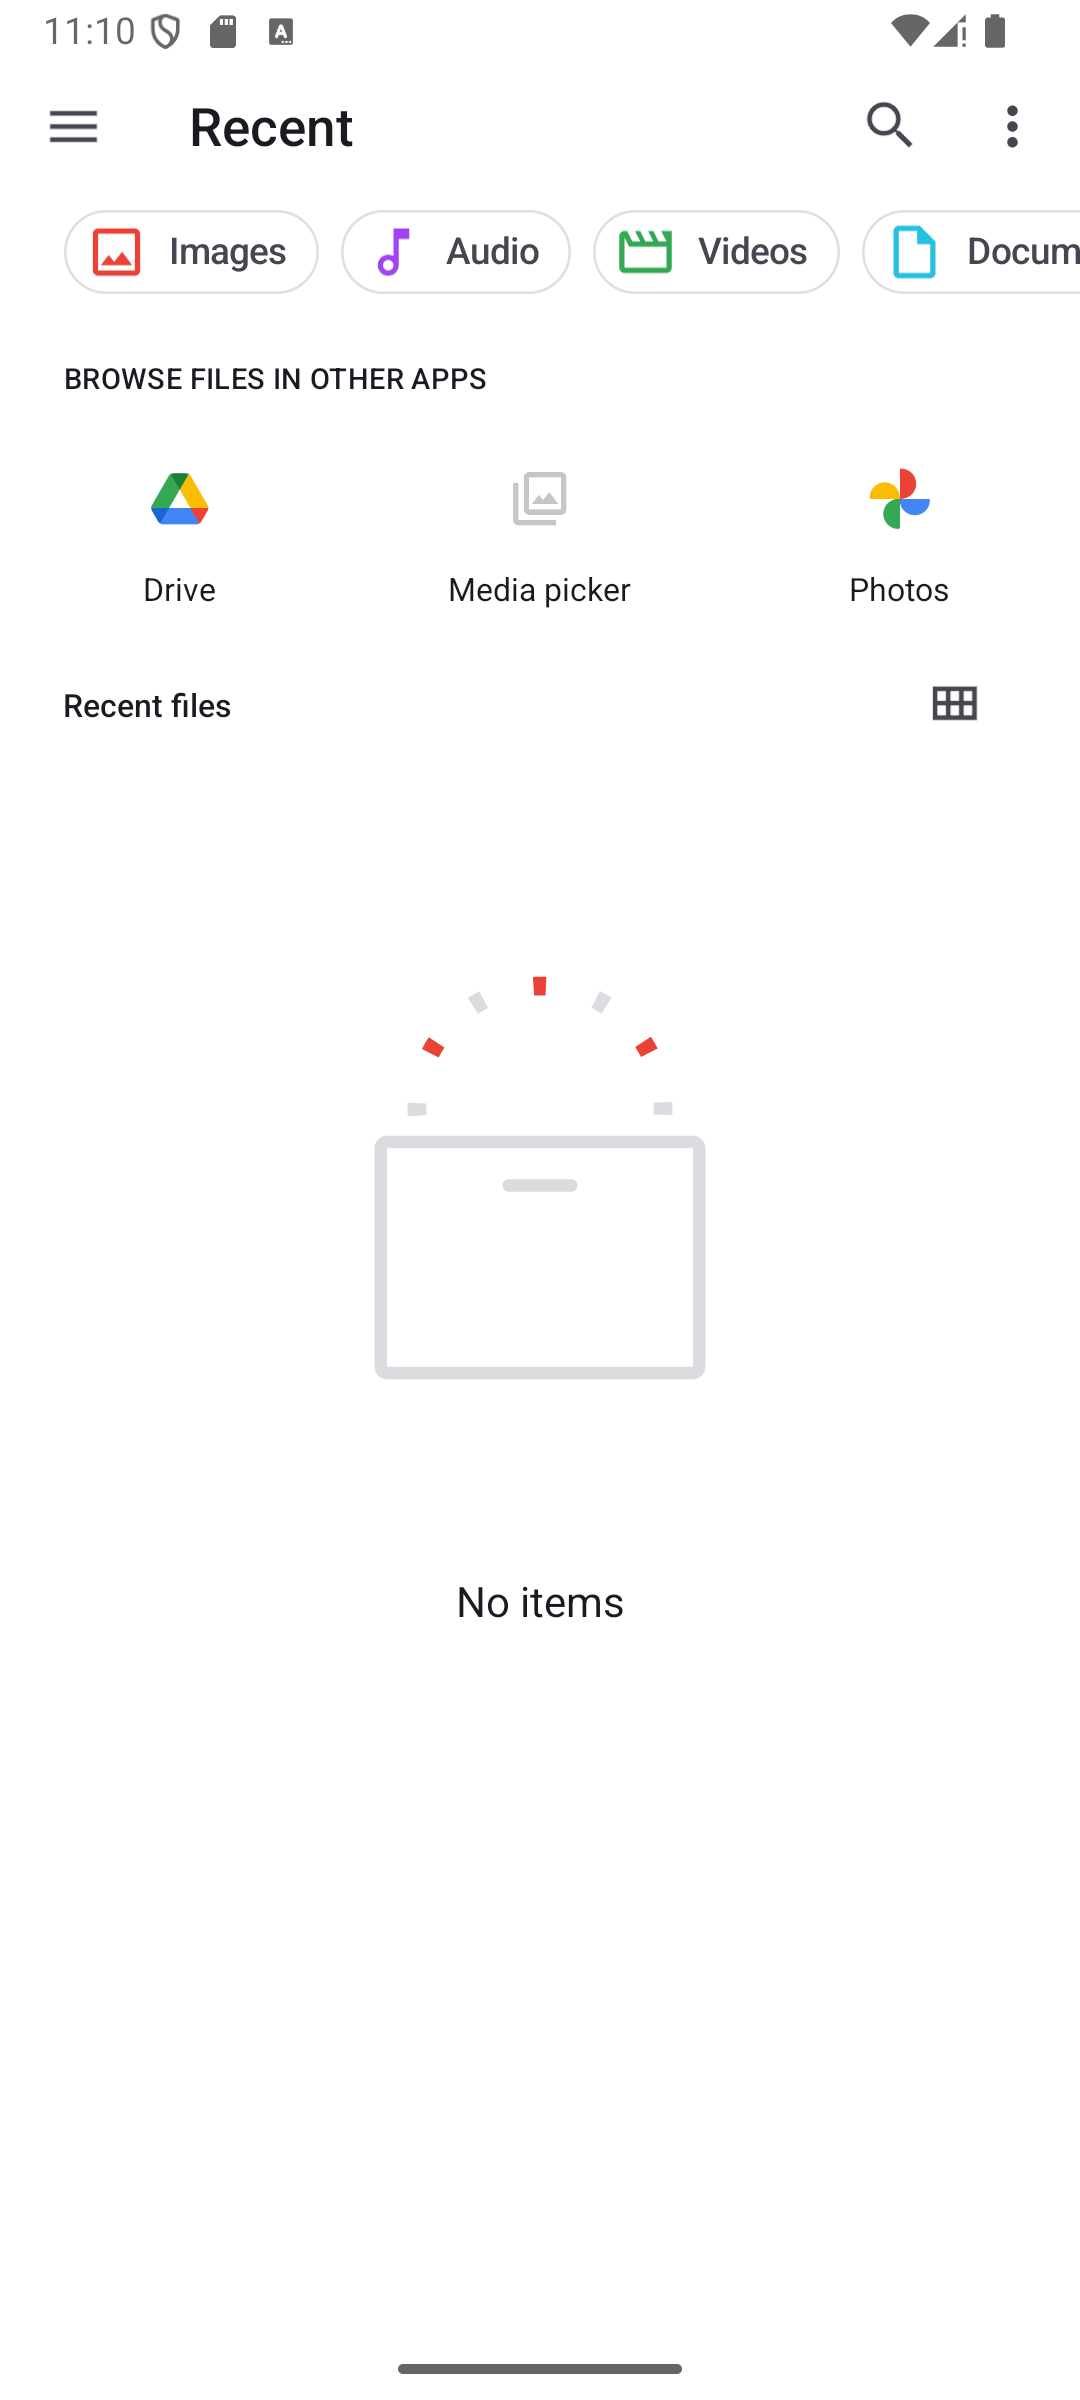 11:10
Recent
Images
Audio
Videos
Docum
BROWSE FILES IN OTHER APPS
Drive
Media picker
Photos
Recent files
No items